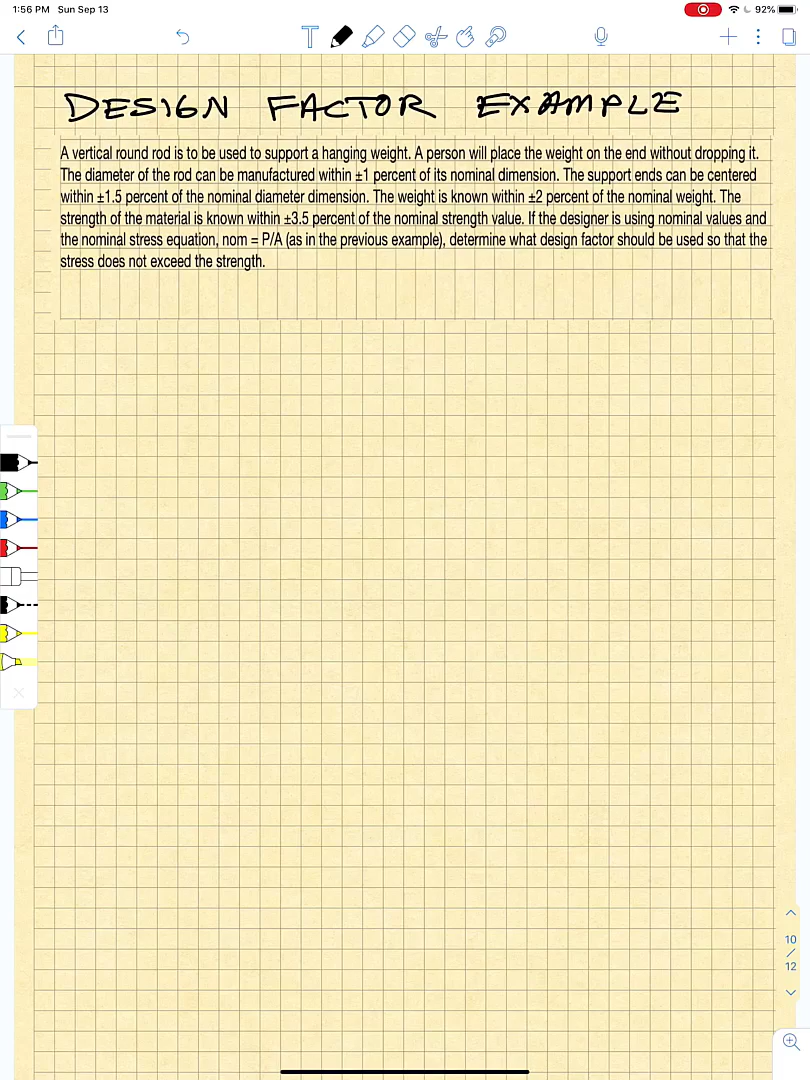 1:56 PM Sun Sep 13
92%
T
DESIGN FACTOR EXAMPLE
A vertical round rod is to be used to support a hanging weight. A person will place the weight on the end without dropping it.
The diameter of the rod can be manufactured within ±1 percent of its nominal dimension. The support ends can be centered
within ±1.5 percent of the nominal diameter dimension. The weight is known within ±2 percent of the nominal weight. The
strength of the material is known within ±3.5 percent of the nominal strength value. If the designer is using nominal values and
the nominal stress equation, nom = P/A (as in the previous example), determine what design factor should be used so that the
stress does not exceed the strength.
10
/
12